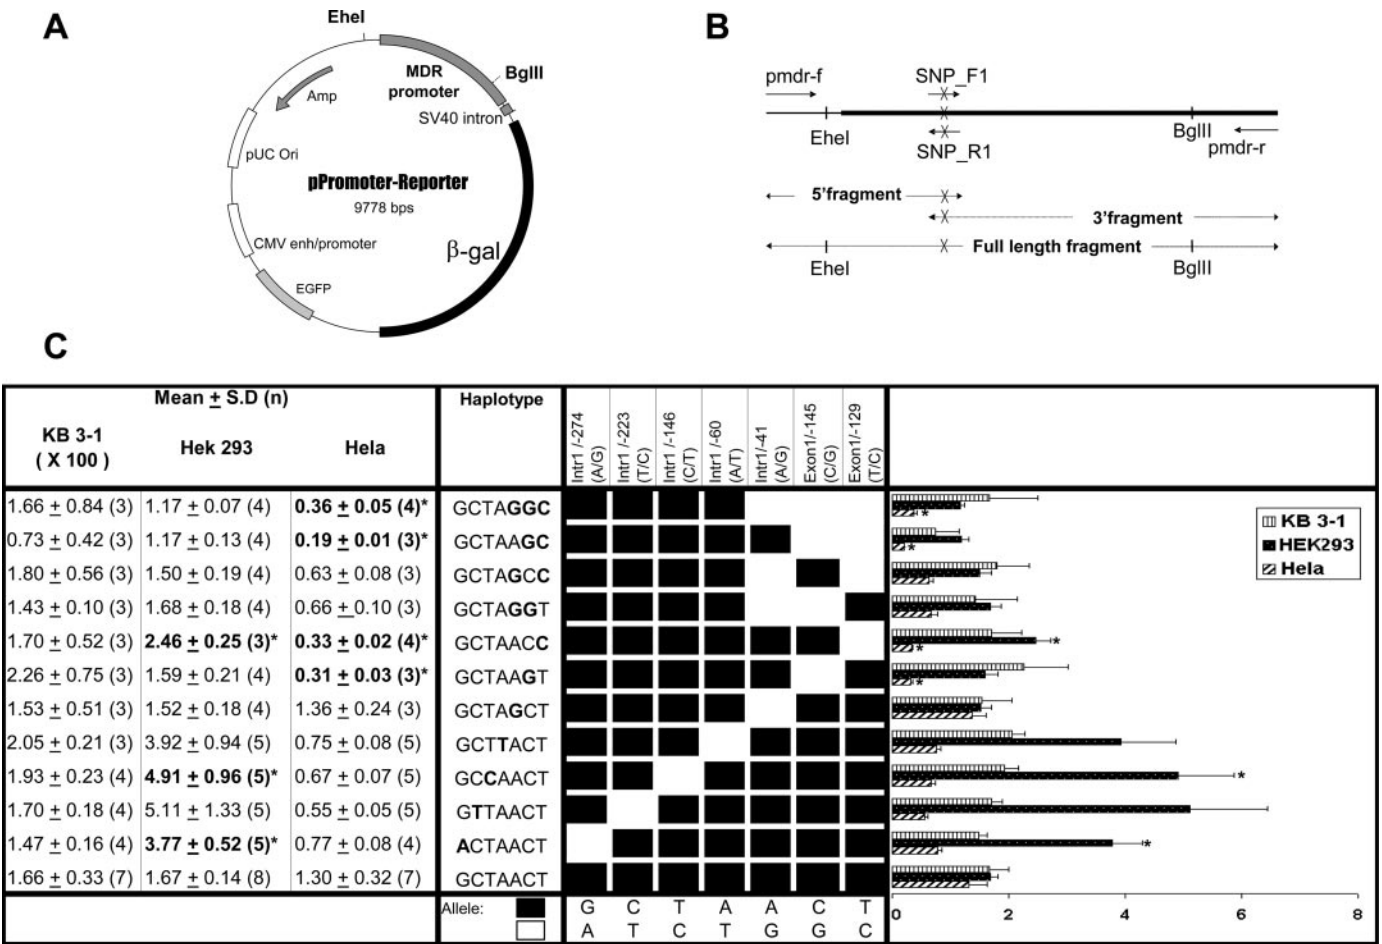 A
EheI
MDR
promoter
BglII
Amp
SV40 intron
pUC Ori
pPromoter-Reporter
9778 bps
CMV enh/promoter
β-gal
EGFP
B
pmdr-f
SNP_F1
EheI
BglII
SNP_R1
pmdr-r
5'fragment
3'fragment
Full length fragment
EheI
BglII
C
Mean ± S.D (n)
KB 3-1
( X 100 )
Hek 293
Hela
Haplotype
Intr1 /-274
(A/G)
Intr1 /-223
(T/C)
Intr1 /-146
(C/T)
Intr1 /-60
(A/T)
Intr1/-41
(A/G)
Exon1/-145
(C/G)
Exon1/-129
(T/C)
1.66 ± 0.84 (3) 1.17 ± 0.07 (4) 0.36 ± 0.05 (4)* GCTAGGC
0.73 ± 0.42 (3) 1.17 ± 0.13 (4) 0.19 ± 0.01 (3)* GCTAAGC
1.80 ± 0.56 (3) 1.50 ± 0.19 (4) 0.63 ± 0.08 (3) GCTAGCC
1.43 ± 0.10 (3) 1.68 ± 0.18 (4) 0.66 ± 0.10 (3) GCTAGGT
1.70 ± 0.52 (3) 2.46 ± 0.25 (3)* 0.33 ± 0.02 (4)* GCTAACC
2.26 ± 0.75 (3) 1.59 ± 0.21 (4) 0.31 ± 0.03 (3)* GCTAAGT
1.53 ± 0.51 (3) 1.52 ± 0.18 (4) 1.36 ± 0.24 (3) GCTAGCT
2.05 ± 0.21 (3) 3.92 ± 0.94 (5) 0.75 ± 0.08 (5) GCTTACT
1.93 ± 0.23 (4) 4.91 ± 0.96 (5)* 0.67 ± 0.07 (5) GCCAACT
1.70 ± 0.18 (4) 5.11 ± 1.33 (5) 0.55 ± 0.05 (5) GTTAACT
1.47 ± 0.16 (4) 3.77 ± 0.52 (5)* 0.77 ± 0.08 (4) ACTAACT
1.66 ± 0.33 (7) 1.67 ± 0.14 (8) 1.30 ± 0.32 (7) GCTAACT
Allele:
G C T A A C T
A T C T G G C
KB 3-1
HEK293
Hela
*
*
*
*
*
*
*
0 2 4 6 8